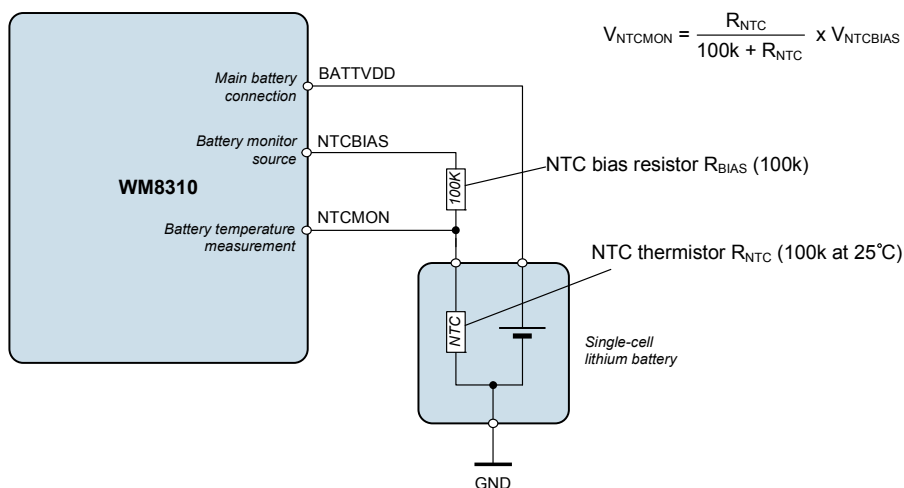 R_NTC
V_NTCMON = ———— x V_NTCBIAS
100k + R_NTC
Main battery
connection
BATTVDD
Battery monitor
source
NTCBIAS
100K
NTC bias resistor R_BIAS (100k)
WM8310
Battery temperature
measurement
NTCMON
NTC thermistor R_NTC (100k at 25°C)
NTC
Single-cell
lithium battery
GND